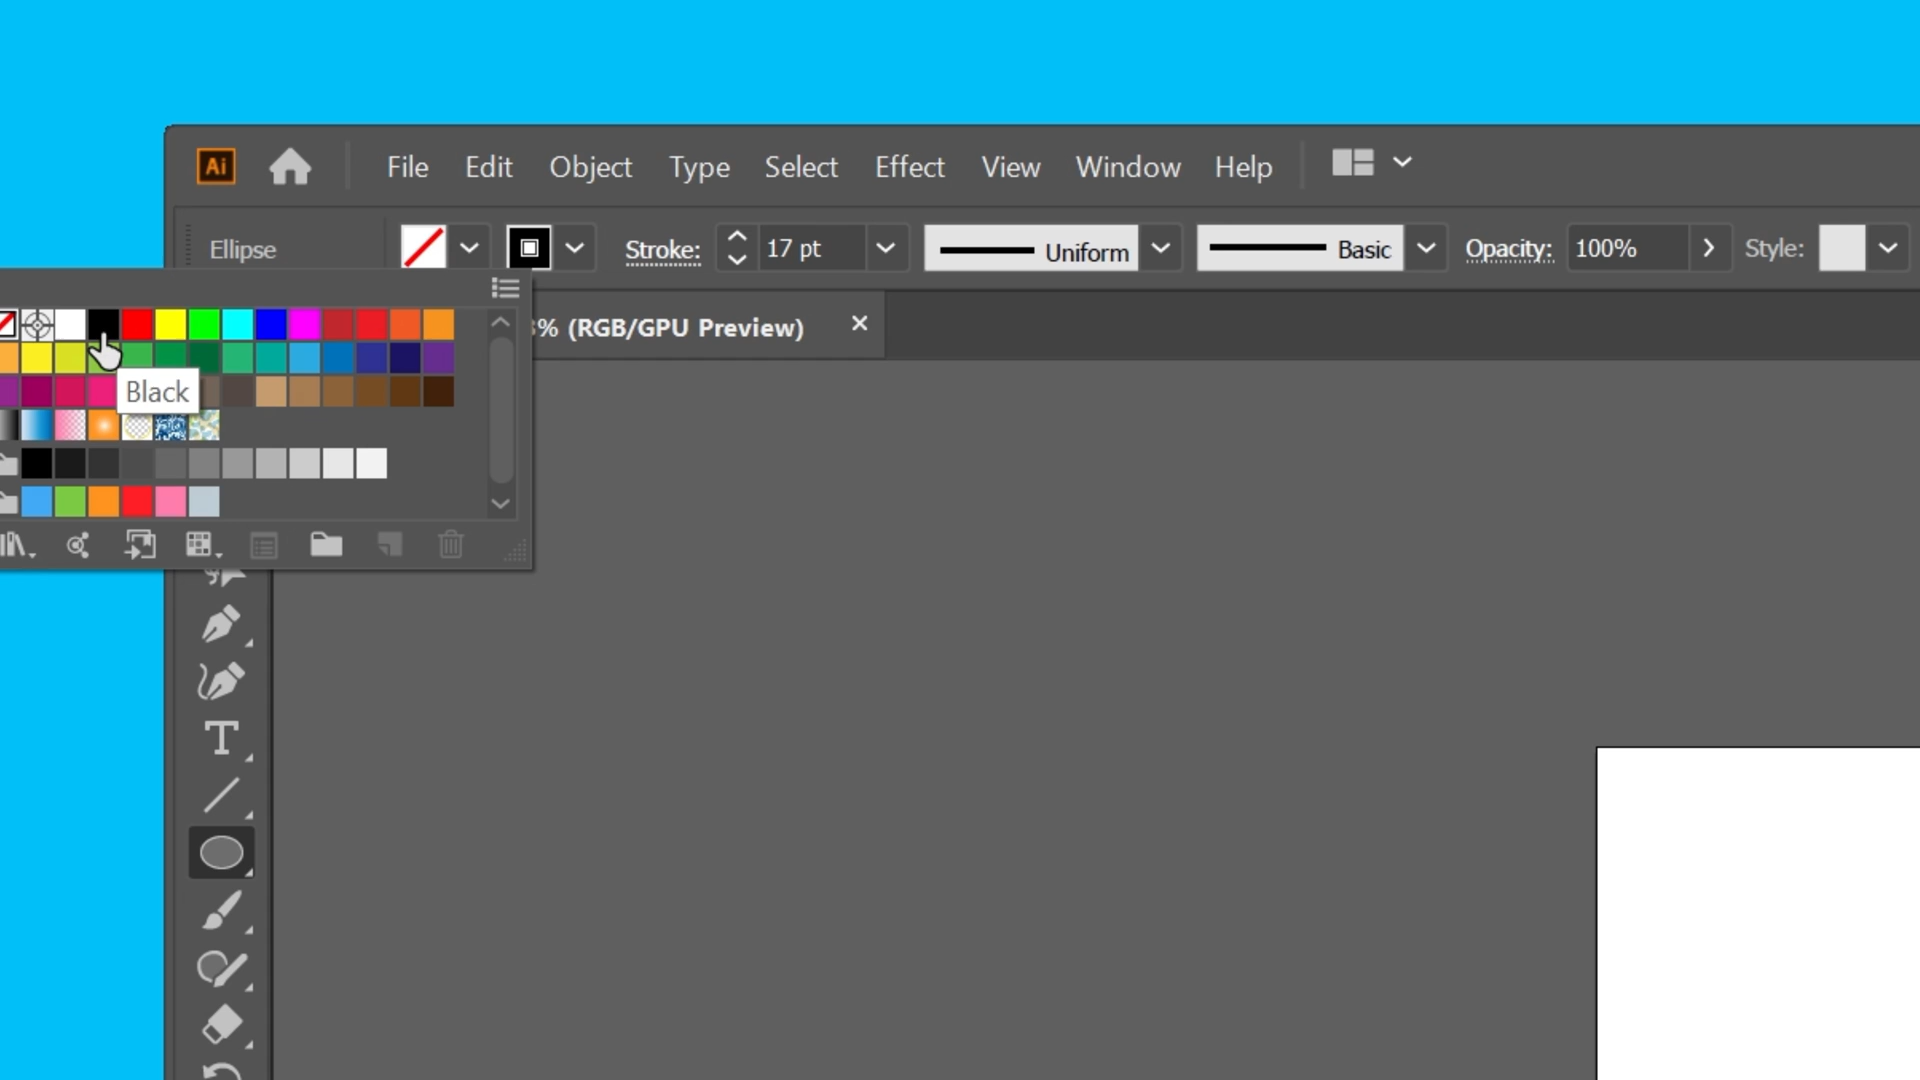 Ai File Edit Object Type Select Effect View Window Help
Ellipse Stroke: 17 pt Uniform Basic Opacity: 100% Style:
% (RGB/GPU Preview)
Black